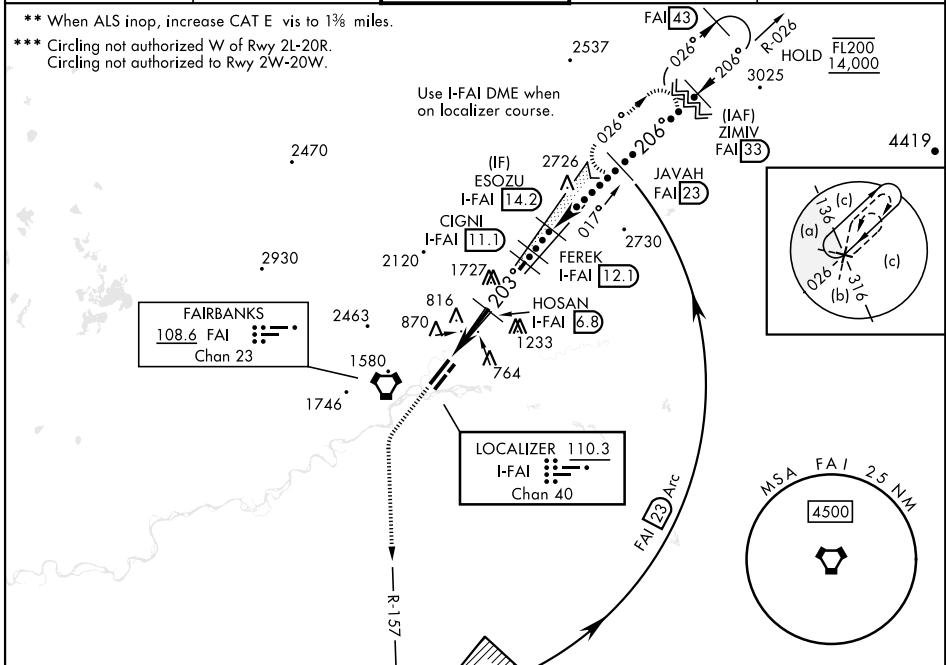 ** When ALS inop, increase CAT E vis to 1⅜ miles.
*** Circling not authorized W of Rwy 2L-20R.
Circling not authorized to Rwy 2W-20W.
FAI 43
026°
206°
R-026
HOLD
FL200
14,000
2537
3025
Use I-FAI DME when
on localizer course.
026°
206°
(IAF)
ZIMIV
FAI 33
4419
2470
(IF)
ESOZU
I-FAI 14.2
2726
JAVAH
FAI 23
017°
CIGNI
I-FAI 11.1
2730
136
(c)
(a)
(c)
026
(b)
316
2930
2120
1727
203°
FEREK
I-FAI 12.1
HOSAN
I-FAI 6.8
816
870
1233
764
FAIRBANKS
108.6 FAI
Chan 23
2463
1580
1746
LOCALIZER 110.3
I-FAI
Chan 40
FAI 23 Arc
MSA FAI 25 NM
4500
R-157